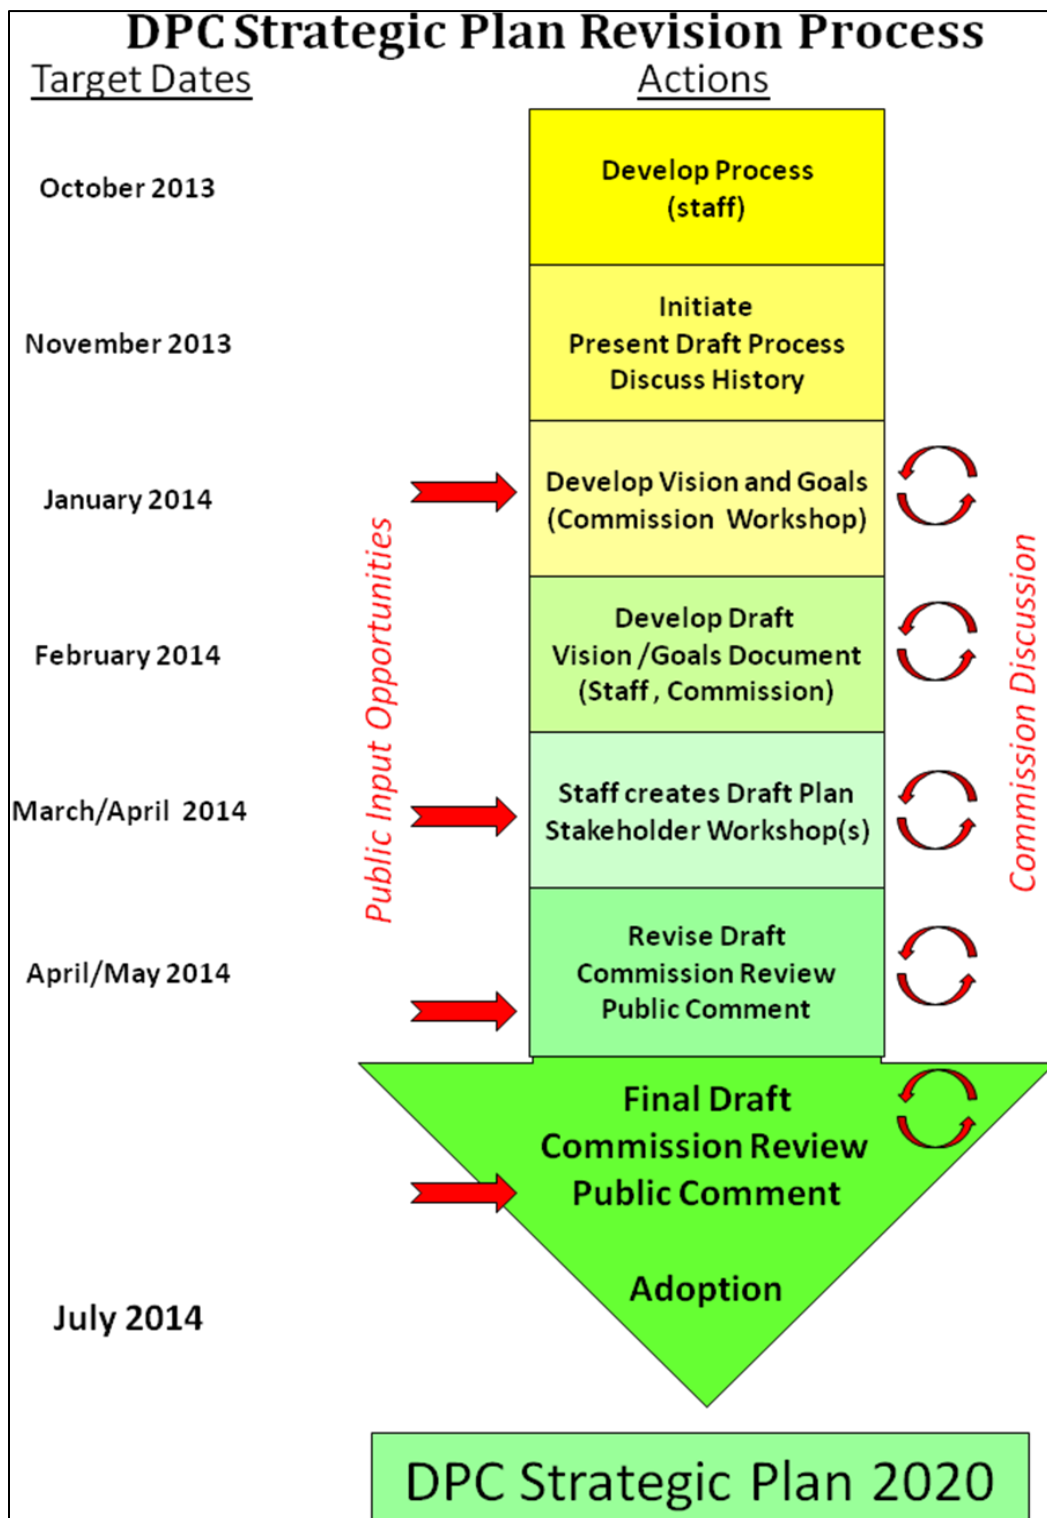 DPC Strategic Plan Revision Process
Target Dates
Actions
October 2013
Develop Process
(staff)
November 2013
Initiate
Present Draft Process
Discuss History
January 2014
Develop Vision and Goals
(Commission Workshop)
February 2014
Develop Draft
Vision /Goals Document
(Staff , Commission)
March/April 2014
Staff creates Draft Plan
Stakeholder Workshop(s)
April/May 2014
Revise Draft
Commission Review
Public Comment
Public Input Opportunities
Commission Discussion
Final Draft
Commission Review
Public Comment
Adoption
July 2014
DPC Strategic Plan 2020